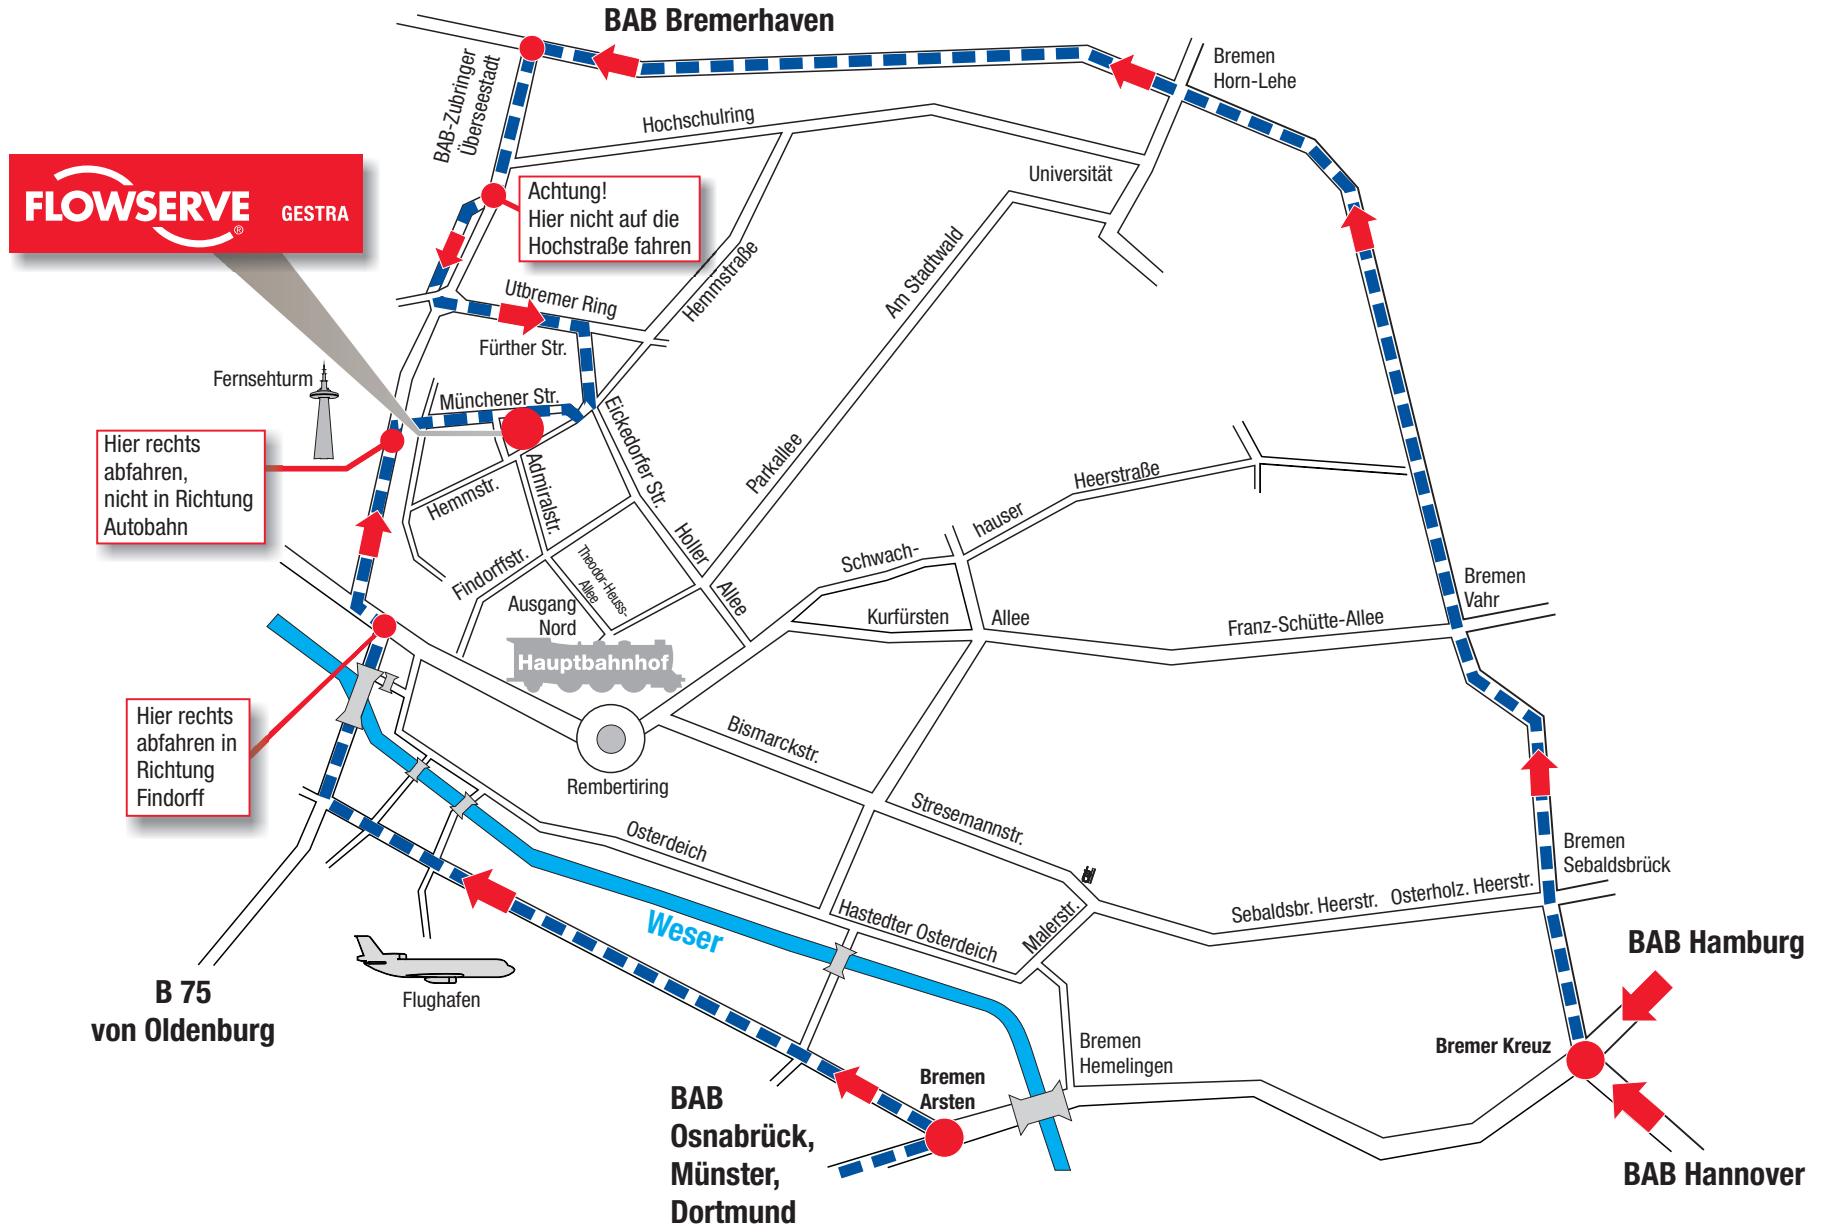 BAB Bremerhaven
Bremen
Horn-Lehe
BAB-Zubringer
Überseestadt
Hochschulring
Universität
FLOWSERVE
®
GESTRA
Achtung!
Hier nicht auf die
Hochstraße fahren
Hemmstraße
Am Stadtwald
Utbremer Ring
Fürther Str.
Fernsehturm
Münchener Str.
Eickedorfer Str.
Parkallee
Hier rechts
abfahren,
nicht in Richtung
Autobahn
Hemmstr.
Admiralstr.
Heerstraße
hauser
Schwach-
Holler
Allee
Findorffstr.
Theodor-Heuss-
Allee
Ausgang
Nord
Hauptbahnhof
Kurfürsten
Allee
Franz-Schütte-Allee
Bremen
Vahr
Hier rechts
abfahren in
Richtung
Findorff
Bismarckstr.
Rembertiring
Stresemannstr.
Osterdeich
Bremen
Sebaldsbrück
Sebaldsbr. Heerstr.
Osterholz. Heerstr.
Hastedter Osterdeich
Malerstr.
Weser
BAB Hamburg
Flughafen
B 75
von Oldenburg
Bremen
Hemelingen
Bremer Kreuz
Bremen
Arsten
BAB
Osnabrück,
Münster,
Dortmund
BAB Hannover